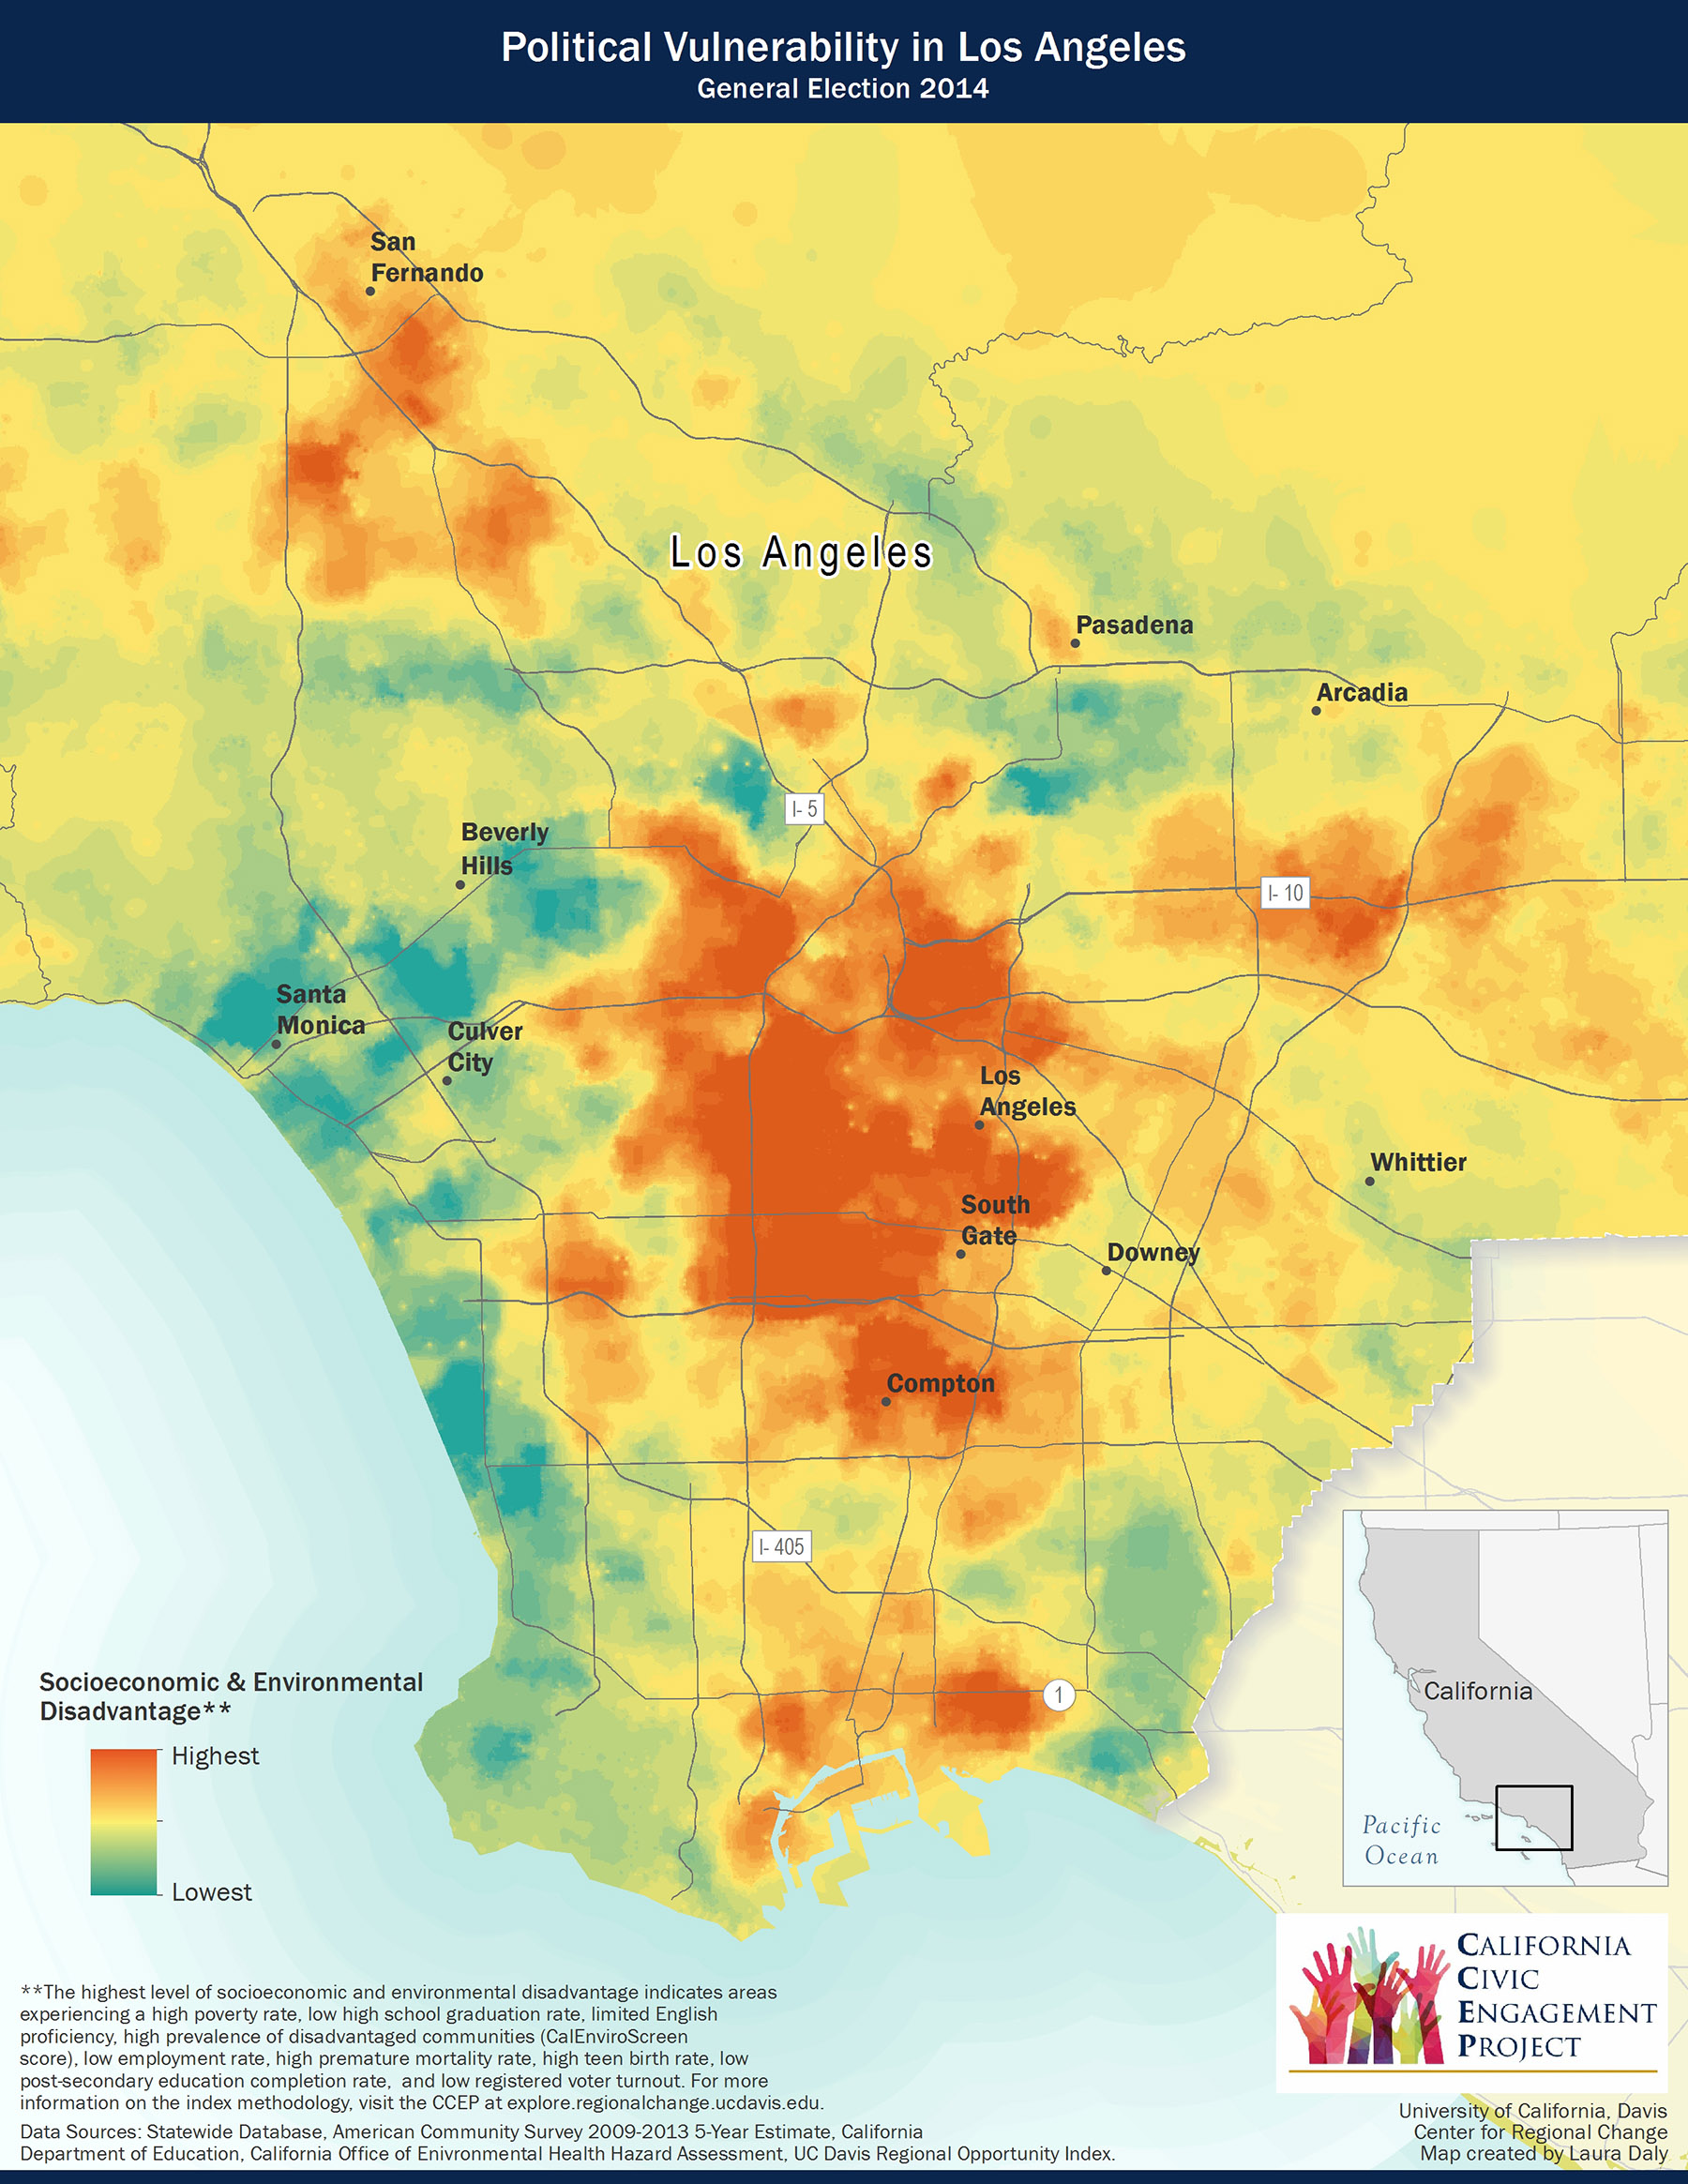 Political Vulnerability in Los Angeles
General Election 2014
San
Fernando
Los Angeles
Pasadena
Arcadia
I- 5
Beverly
Hills
I- 10
Santa
Monica
Culver
City
Los
Angeles
Whittier
South
Gate
Downey
Compton
I- 405
1
Socioeconomic & Environmental
Disadvantage**
Highest
Lowest
California
Pacific
Ocean
**The highest level of socioeconomic and environmental disadvantage indicates areas
experiencing a high poverty rate, low high school graduation rate, limited English
proficiency, high prevalence of disadvantaged communities (CalEnviroScreen
score), low employment rate, high premature mortality rate, high teen birth rate, low
post-secondary education completion rate, and low registered voter turnout. For more
information on the index methodology, visit the CCEP at explore.regionalchange.ucdavis.edu.
Data Sources: Statewide Database, American Community Survey 2009-2013 5-Year Estimate, California
Department of Education, California Office of Enivronmental Health Hazard Assessment, UC Davis Regional Opportunity Index.
CALIFORNIA
CIVIC
ENGAGEMENT
PROJECT
University of California, Davis
Center for Regional Change
Map created by Laura Daly